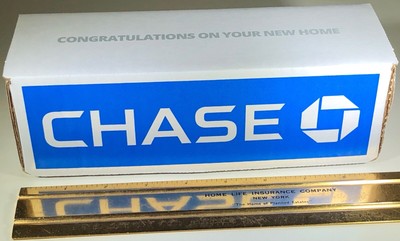 CONGRATULATIONS ON YOUR NEW HOME
CHASE
HOME LIFE INSURANCE COMPANY
NEW YORK